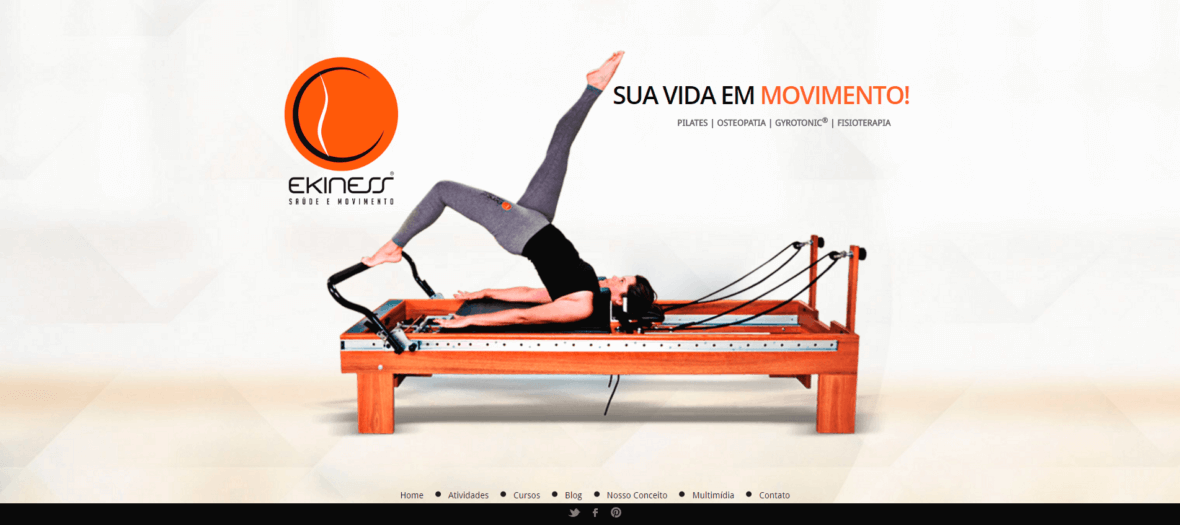 SUA VIDA EM MOVIMENTO!
PILATES | OSTEOPATIA | GYROTONIC® | FISIOTERAPIA
EKINESS®
SAÚDE E MOVIMENTO
Home ● Atividades ● Cursos ● Blog ● Nosso Conceito ● Multimídia ● Contato